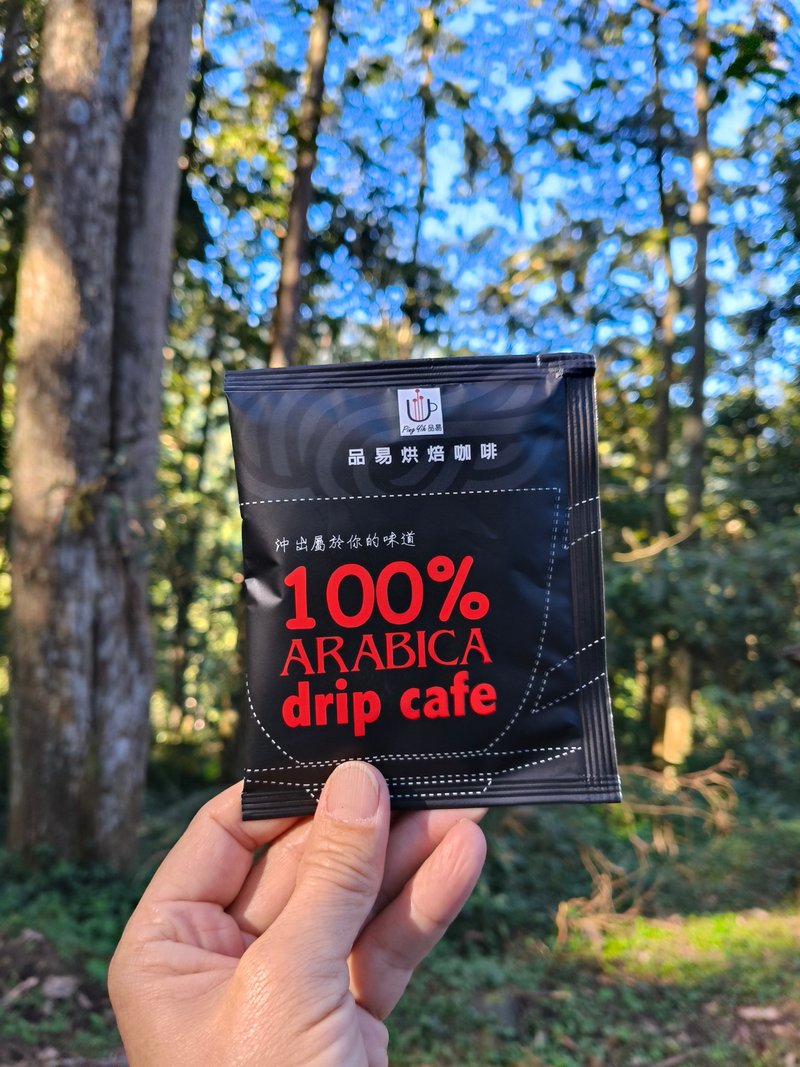 Ping Yih 品易
品易烘焙咖啡
沖出屬於你的味道
100%
ARABICA
drip cafe